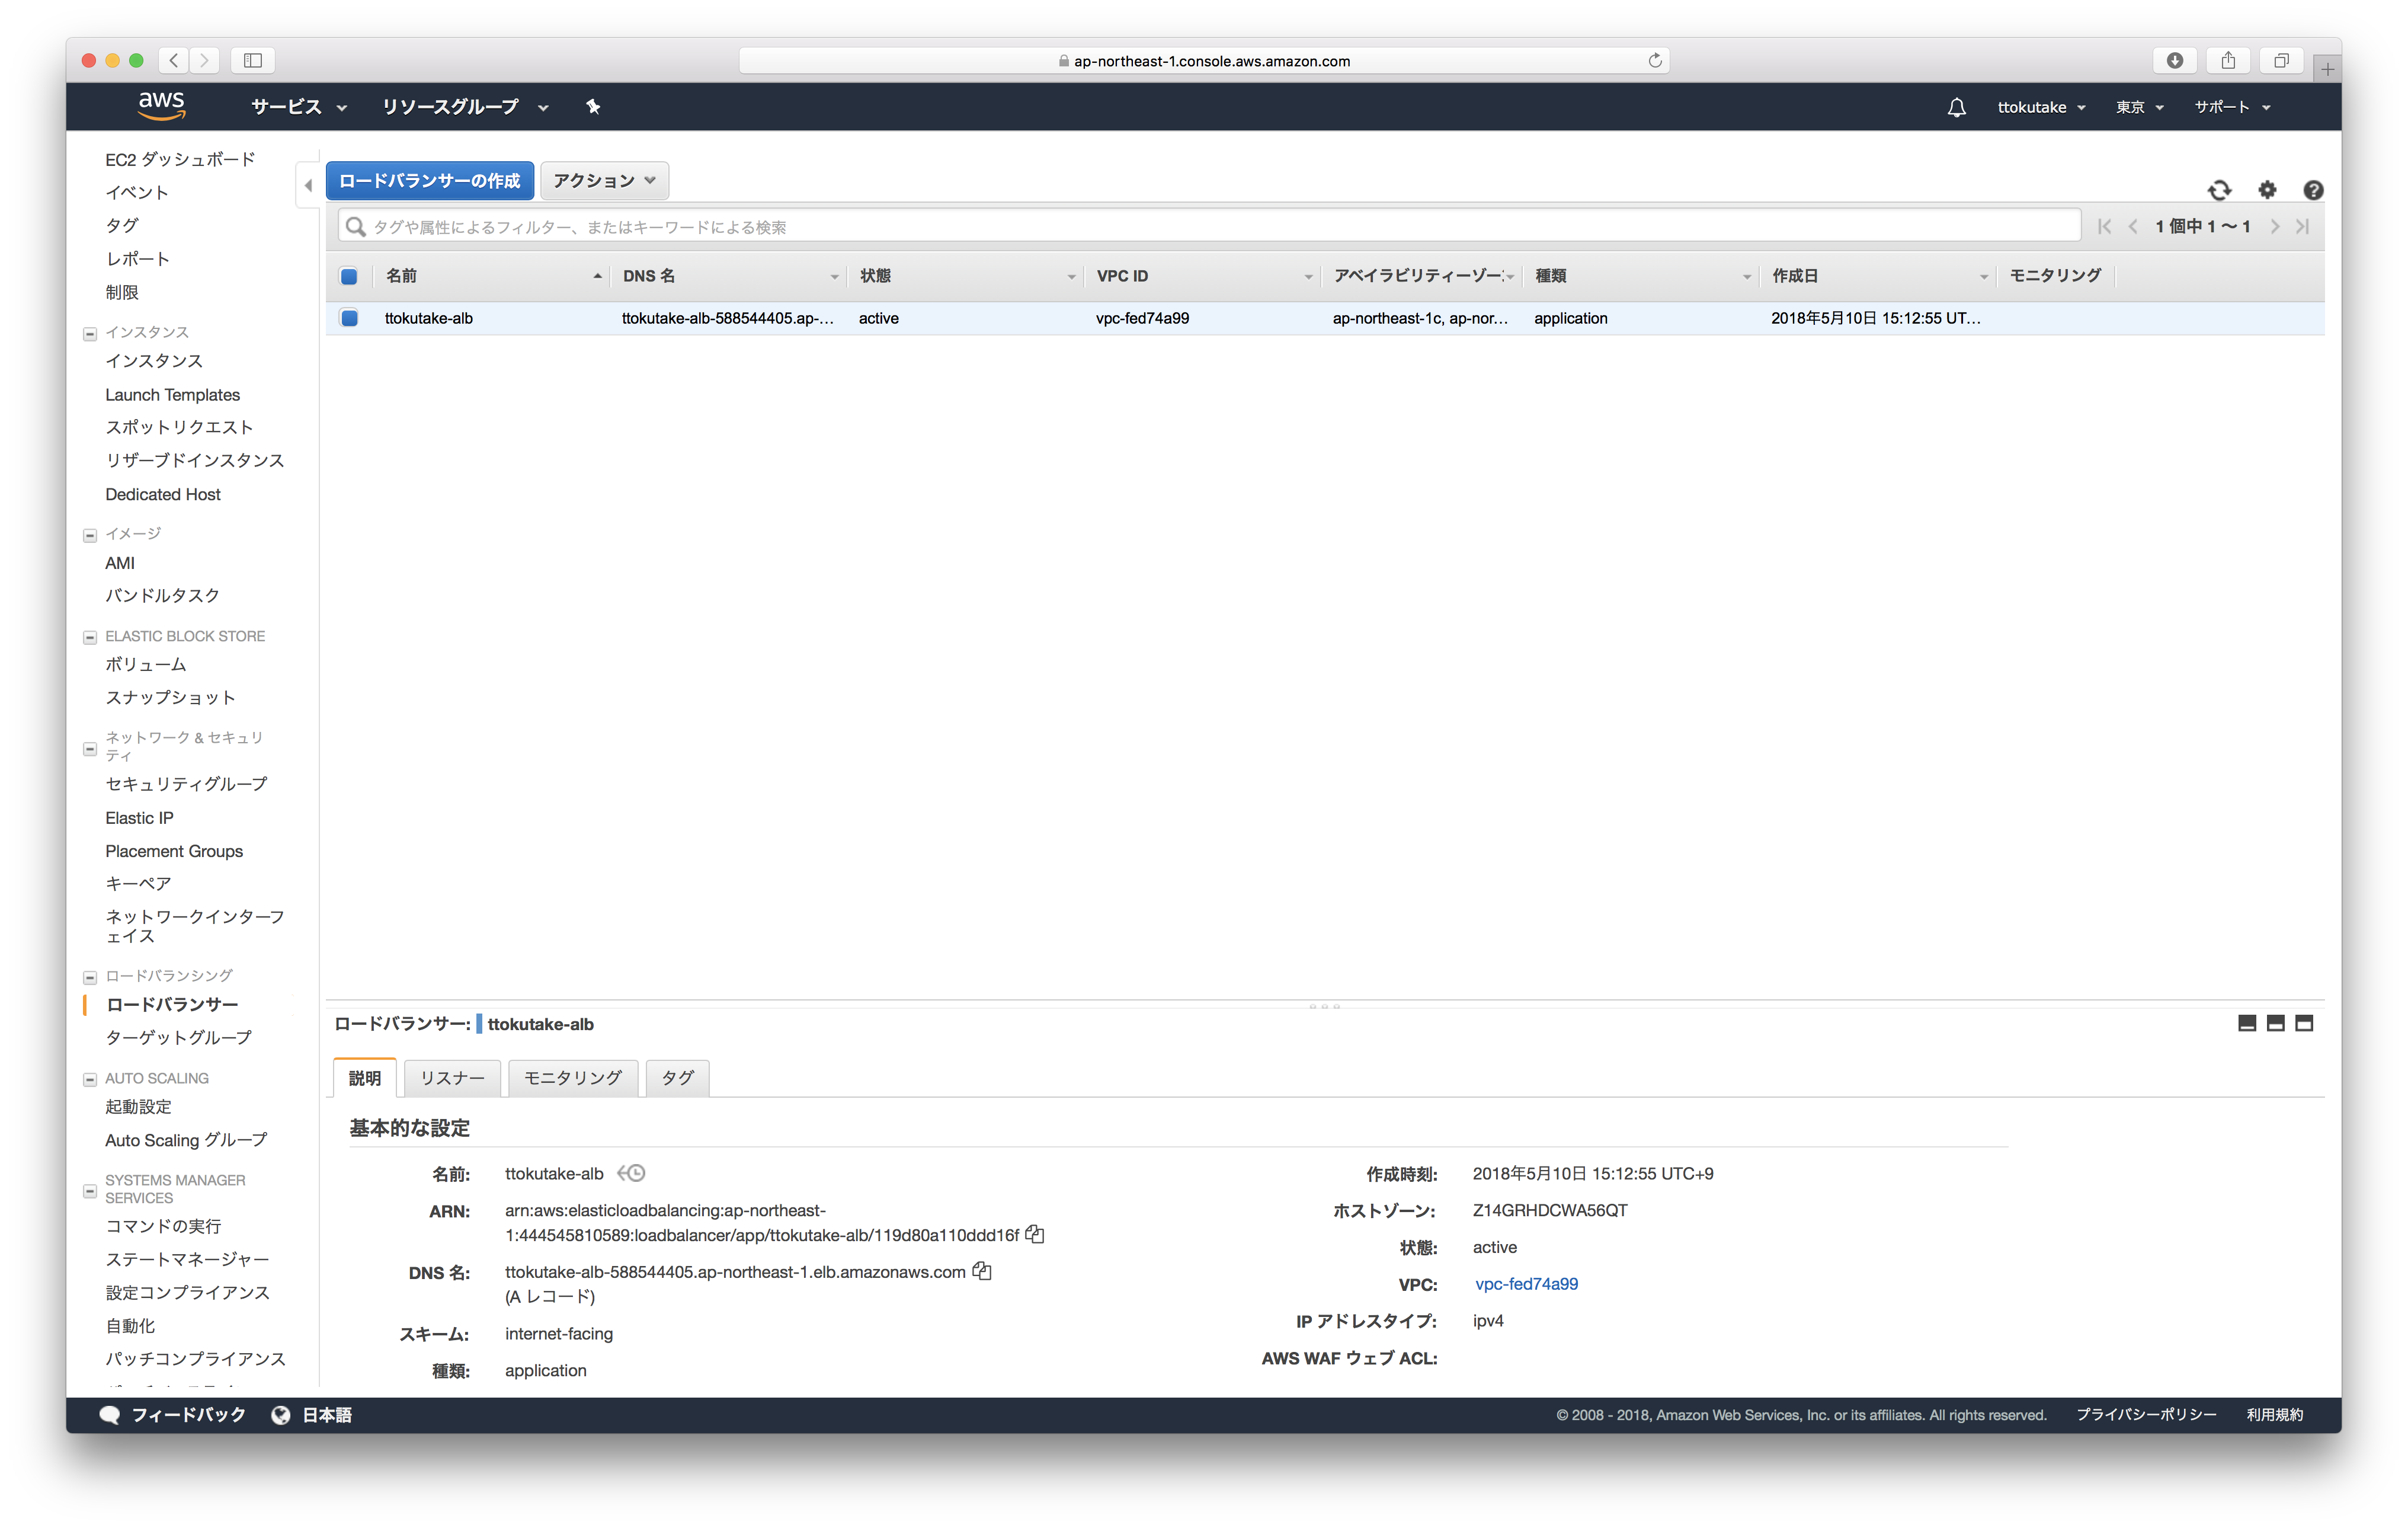 ap-northeast-1.console.aws.amazon.com
aws サービス リソースグループ ttokutake 東京 サポート
EC2 ダッシュボード
イベント
タグ
レポート
制限
インスタンス
インスタンス
Launch Templates
スポットリクエスト
リザーブドインスタンス
Dedicated Host
イメージ
AMI
バンドルタスク
ELASTIC BLOCK STORE
ボリューム
スナップショット
ネットワーク & セキュリ
ティ
セキュリティグループ
Elastic IP
Placement Groups
キーペア
ネットワークインターフ
ェイス
ロードバランシング
ロードバランサー
ターゲットグループ
AUTO SCALING
起動設定
Auto Scaling グループ
SYSTEMS MANAGER
SERVICES
コマンドの実行
ステートマネージャー
設定コンプライアンス
自動化
パッチコンプライアンス
ロードバランサーの作成 アクション
タグや属性によるフィルター、またはキーワードによる検索 1 個中 1 ～ 1
名前 DNS 名 状態 VPC ID アベイラビリティーゾー 種類 作成日 モニタリング
ttokutake-alb ttokutake-alb-588544405.ap-... active vpc-fed74a99 ap-northeast-1c, ap-nor... application 2018年5月10日 15:12:55 UT...
ロードバランサー: ttokutake-alb
説明 リスナー モニタリング タグ
基本的な設定
名前: ttokutake-alb
ARN: arn:aws:elasticloadbalancing:ap-northeast-
1:444545810589:loadbalancer/app/ttokutake-alb/119d80a110ddd16f
DNS 名: ttokutake-alb-588544405.ap-northeast-1.elb.amazonaws.com
(A レコード)
スキーム: internet-facing
種類: application
作成時刻: 2018年5月10日 15:12:55 UTC+9
ホストゾーン: Z14GRHDCWA56QT
状態: active
VPC: vpc-fed74a99
IP アドレスタイプ: ipv4
AWS WAF ウェブ ACL:
フィードバック 日本語 © 2008 - 2018, Amazon Web Services, Inc. or its affiliates. All rights reserved. プライバシーポリシー 利用規約